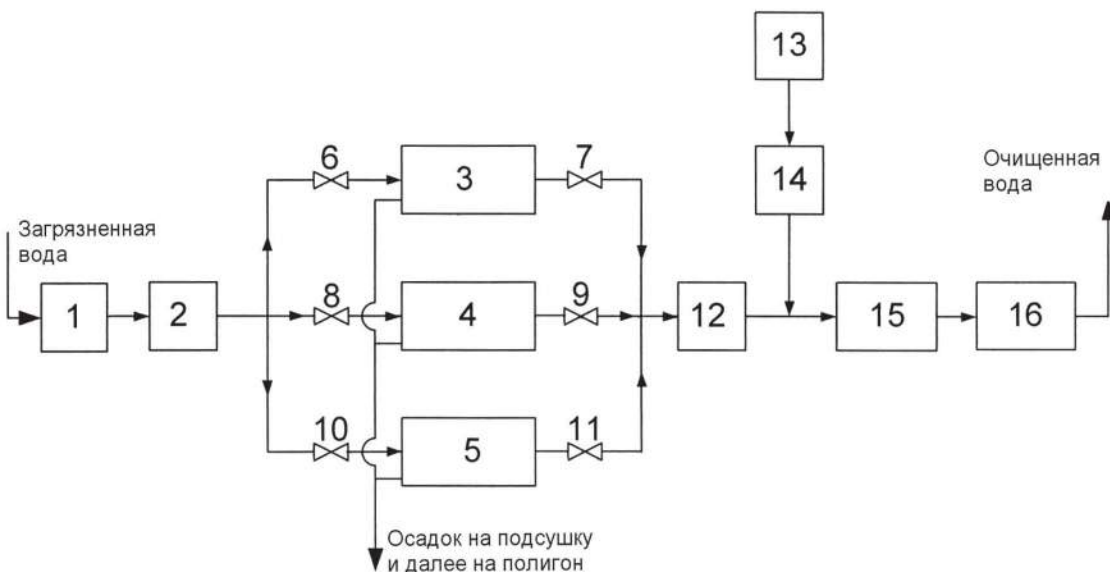 13
6
7
3
14
Очищенная
вода
Загрязненная
вода
8
9
1
2
4
12
15
16
10
11
5
Осадок на подсушку
и далее на полигон